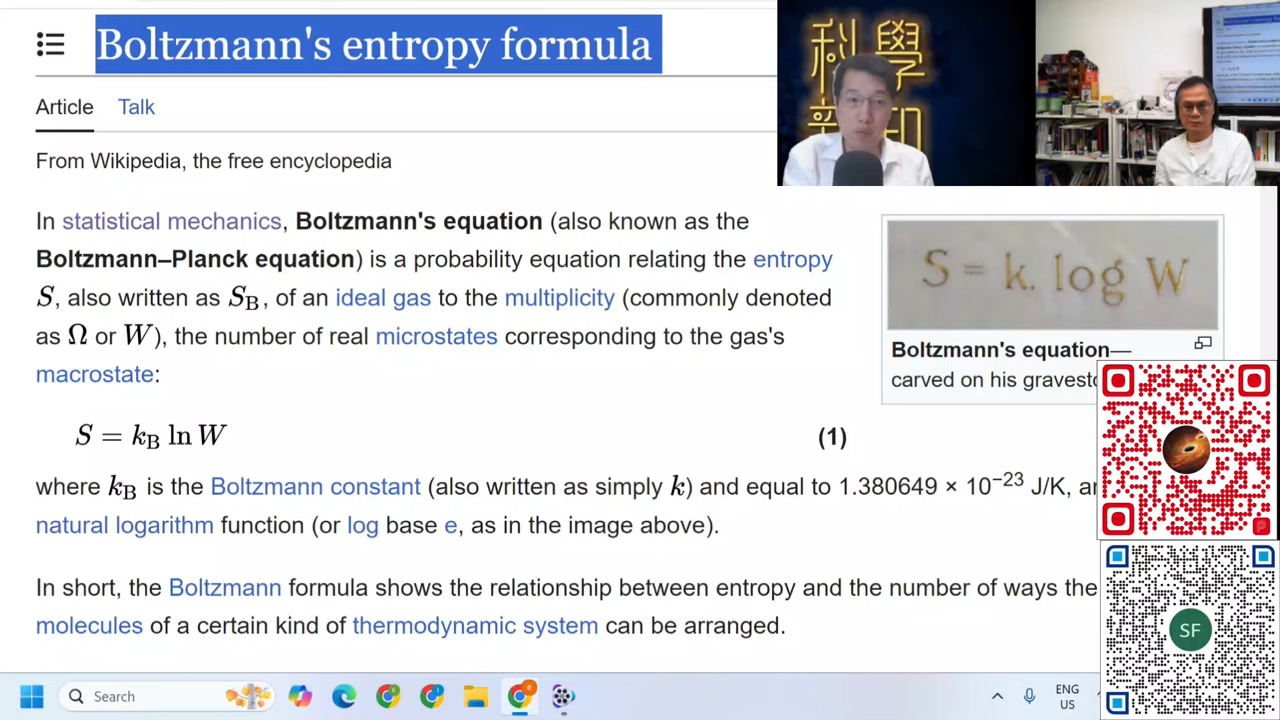 Boltzmann's entropy formula
科學
印
Article Talk
From Wikipedia, the free encyclopedia
In statistical mechanics, Boltzmann's equation (also known as the
Boltzmann–Planck equation) is a probability equation relating the entropy
S, also written as S_B, of an ideal gas to the multiplicity (commonly denoted
as Ω or W), the number of real microstates corresponding to the gas's
macrostate:
S = k. log W
Boltzmann's equation—
carved on his gravesto
S = k_B ln W (1)
where k_B is the Boltzmann constant (also written as simply k) and equal to 1.380649 × 10⁻²³ J/K, an
natural logarithm function (or log base e, as in the image above).
In short, the Boltzmann formula shows the relationship between entropy and the number of ways the
molecules of a certain kind of thermodynamic system can be arranged.
SF
Search
ENG
US